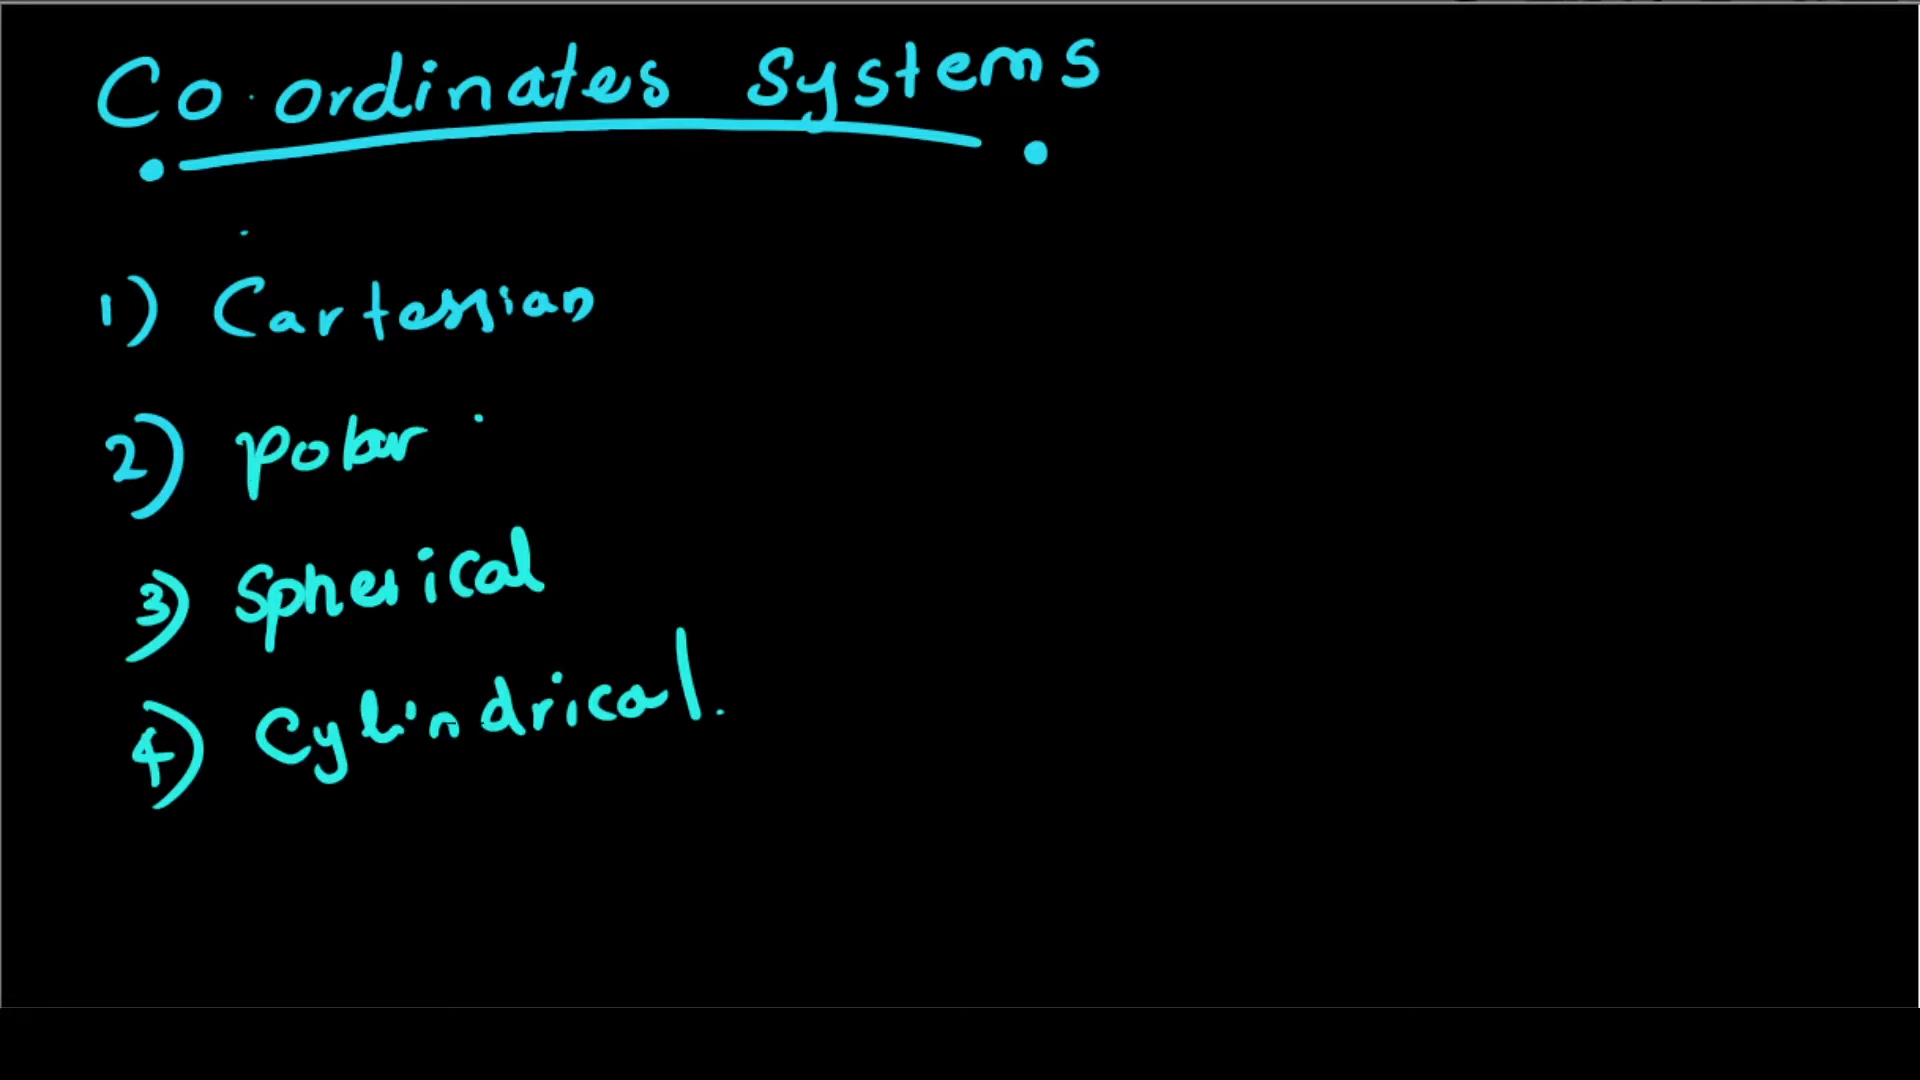 Co-ordinates Systems
1) Cartesian
2) polar
3) Spherical
4) Cylindrical.